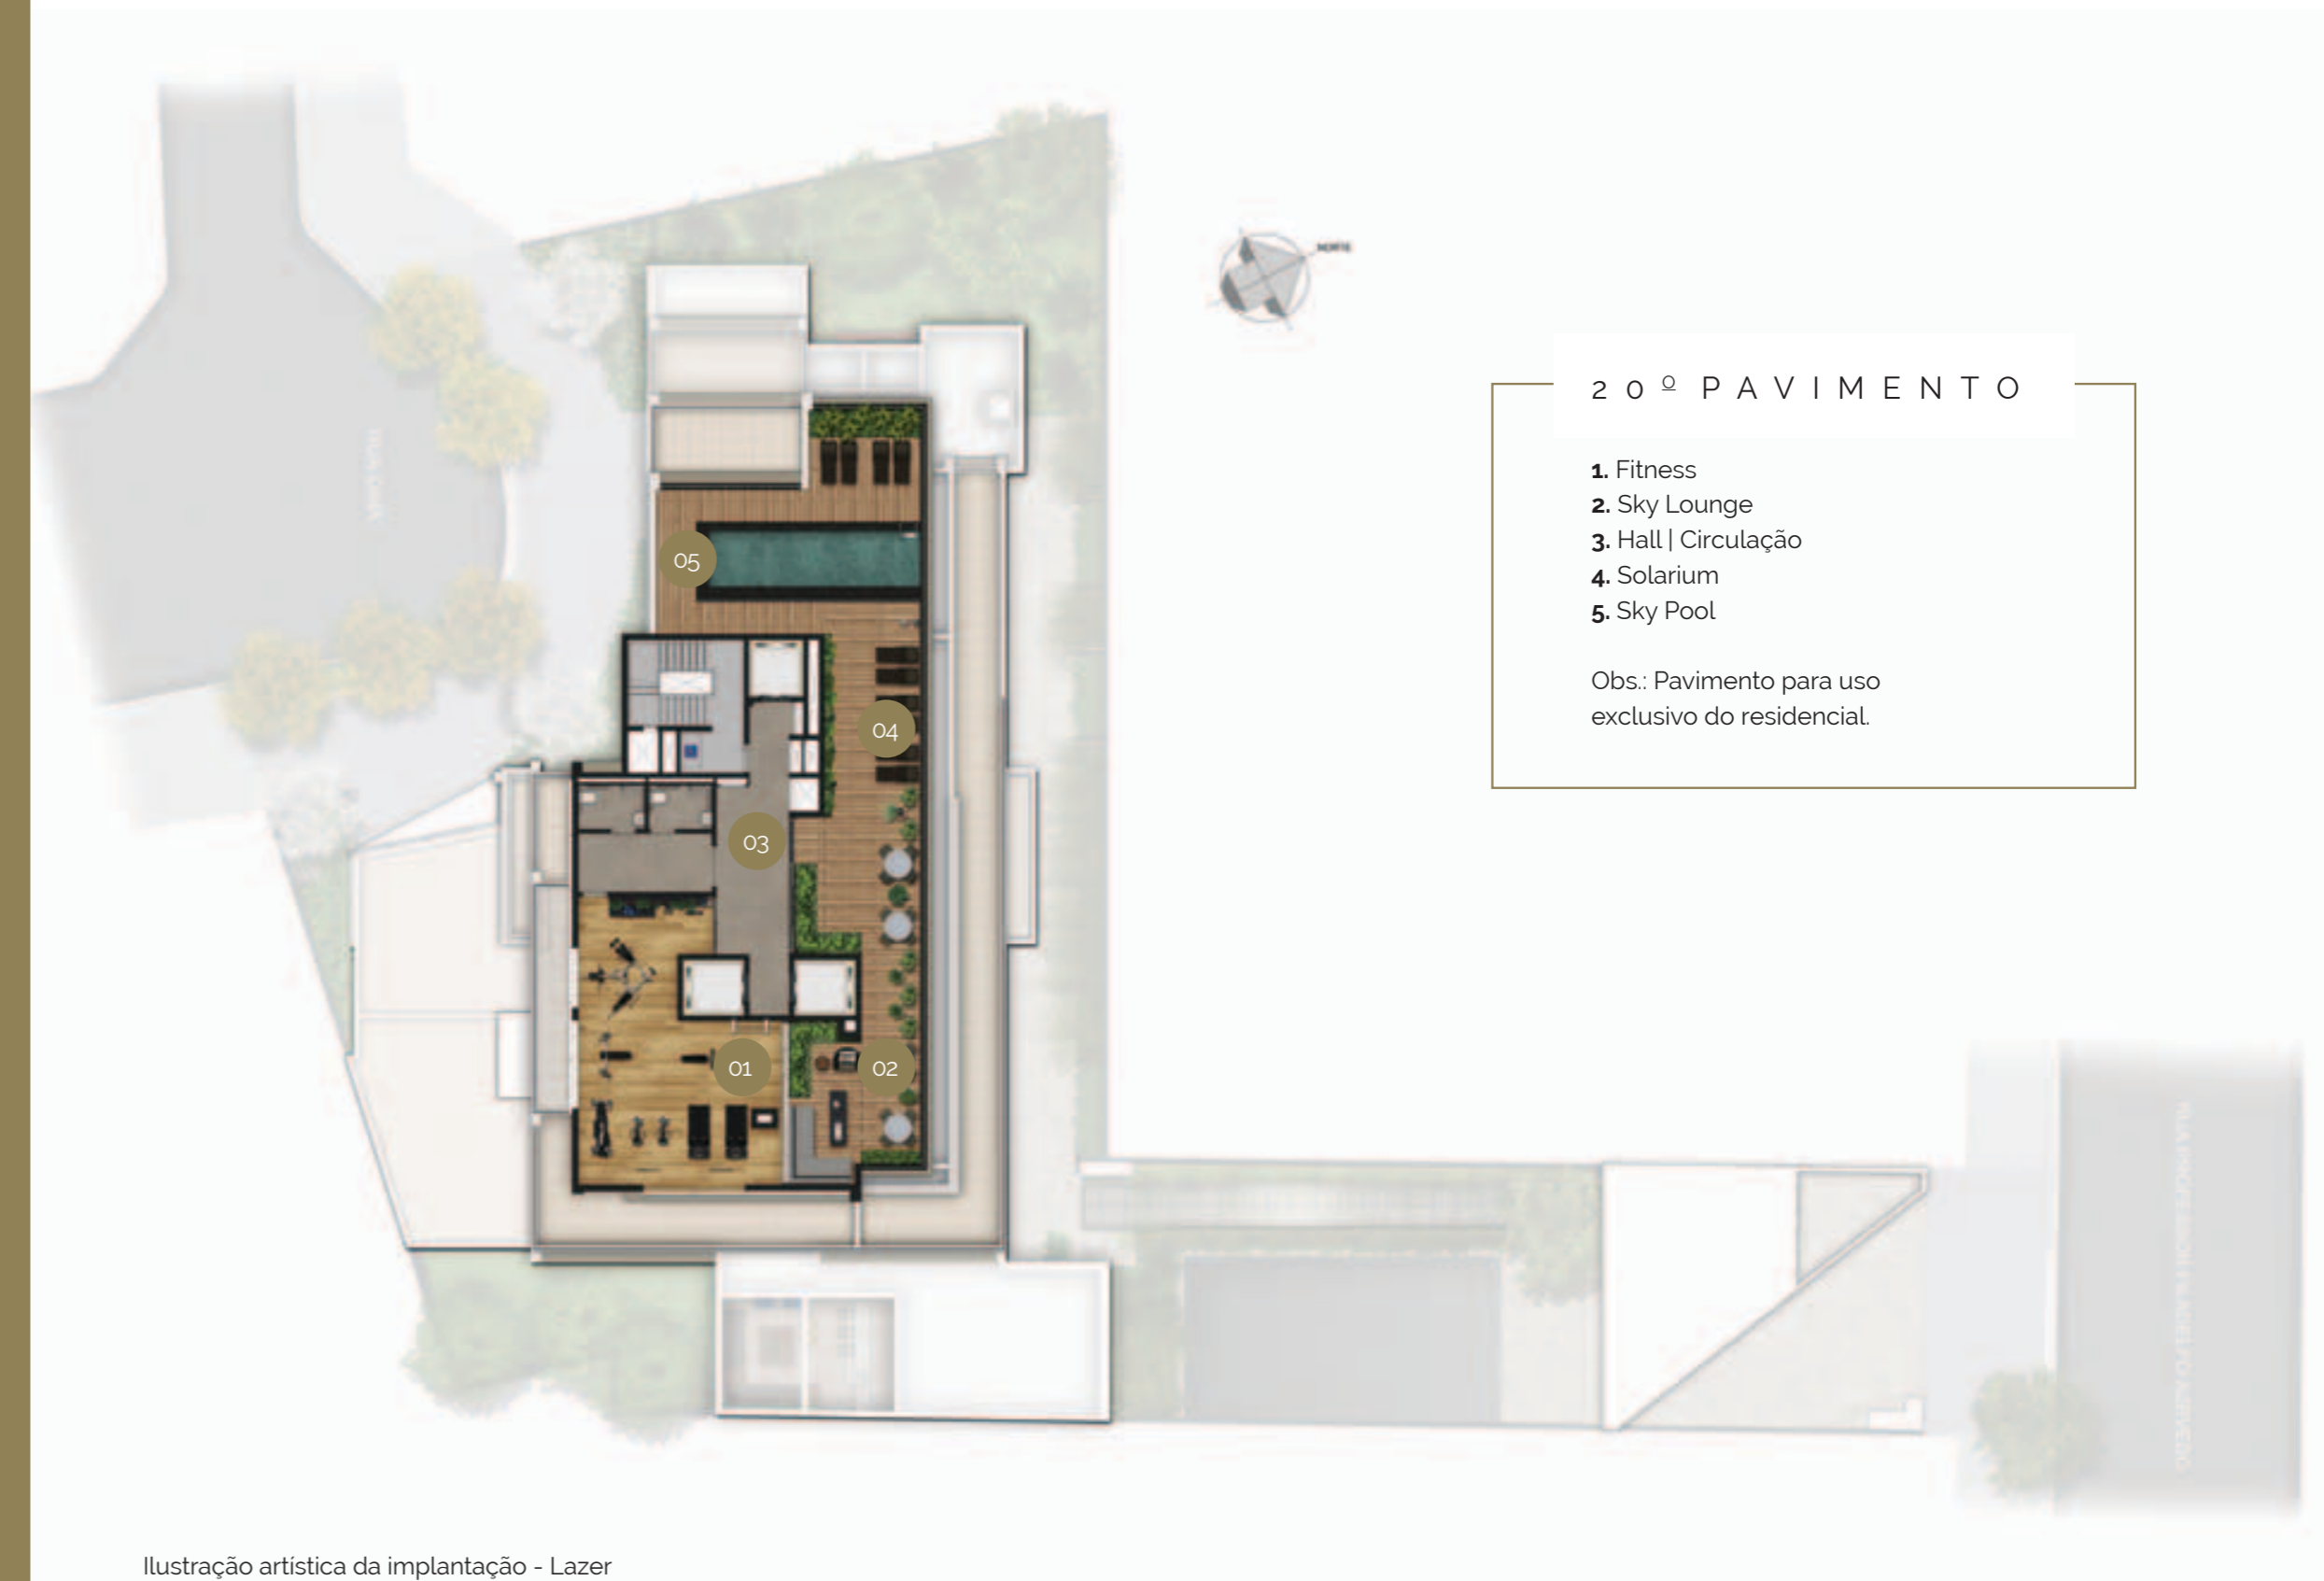 NORTE
20º PAVIMENTO
1. Fitness
2. Sky Lounge
3. Hall | Circulação
4. Solarium
5. Sky Pool
Obs.: Pavimento para uso
exclusivo do residencial.
05
04
03
01
02
Ilustração artística da implantação - Lazer